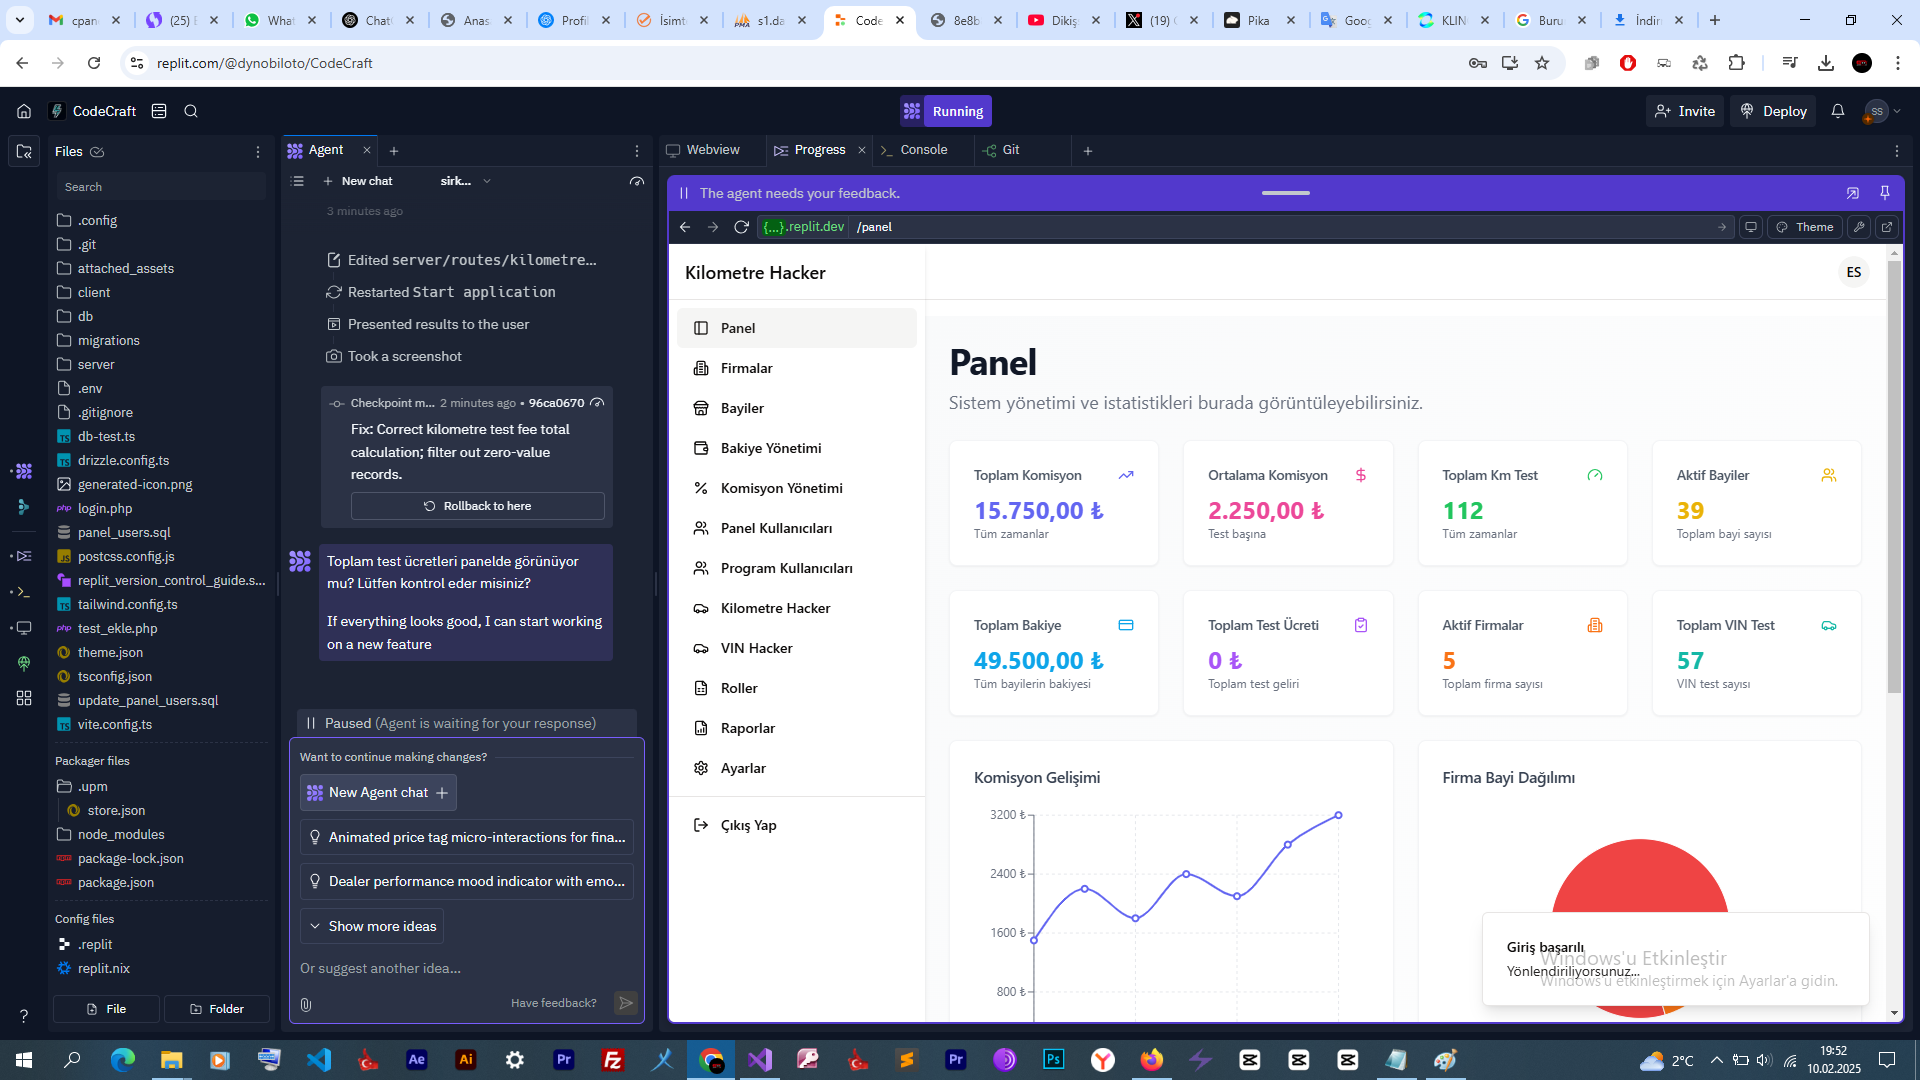 cpan
(25) E
What
Chat
Anas
Profil
İsimt
s1.da
Code
8e8b
Dikiş
(19)
Pika
Goog
KLIN
Buru
İndiri
replit.com/@dynobiloto/CodeCraft
CodeCraft
Running
Invite
Deploy
SS
Files
Agent
Webview
Progress
Console
Git
Search
New chat
sirk...
The agent needs your feedback.
3 minutes ago
{...}.replit.dev
/panel
Theme
.config
.git
attached_assets
client
db
migrations
server
.env
.gitignore
db-test.ts
drizzle.config.ts
generated-icon.png
login.php
panel_users.sql
postcss.config.js
replit_version_control_guide.s...
tailwind.config.ts
test_ekle.php
theme.json
tsconfig.json
update_panel_users.sql
vite.config.ts
Packager files
.upm
store.json
node_modules
package-lock.json
package.json
Config files
.replit
replit.nix
File
Folder
Edited server/routes/kilometre...
Restarted Start application
Presented results to the user
Took a screenshot
Checkpoint m... 2 minutes ago • 96ca0670
Fix: Correct kilometre test fee total
calculation; filter out zero-value
records.
Rollback to here
Toplam test ücretleri panelde görünüyor
mu? Lütfen kontrol eder misiniz?
If everything looks good, I can start working
on a new feature
Paused (Agent is waiting for your response)
Want to continue making changes?
New Agent chat
Animated price tag micro-interactions for fina...
Dealer performance mood indicator with emo...
Show more ideas
Or suggest another idea...
Have feedback?
Kilometre Hacker
ES
Panel
Firmalar
Bayiler
Bakiye Yönetimi
Komisyon Yönetimi
Panel Kullanıcıları
Program Kullanıcıları
Kilometre Hacker
VIN Hacker
Roller
Raporlar
Ayarlar
Çıkış Yap
Panel
Sistem yönetimi ve istatistikleri burada görüntüleyebilirsiniz.
Toplam Komisyon
15.750,00 ₺
Tüm zamanlar
Ortalama Komisyon
2.250,00 ₺
Test başına
Toplam Km Test
112
Tüm zamanlar
Aktif Bayiler
39
Toplam bayi sayısı
Toplam Bakiye
49.500,00 ₺
Tüm bayilerin bakiyesi
Toplam Test Ücreti
0 ₺
Toplam test geliri
Aktif Firmalar
5
Toplam firma sayısı
Toplam VIN Test
57
VIN test sayısı
Komisyon Gelişimi
3200 ₺
2400 ₺
1600 ₺
800 ₺
Firma Bayi Dağılımı
Giriş başarılı
Yönlendiriliyorsunuz...
Windows'u Etkinleştir
Windows'u etkinleştirmek için Ayarlar'a gidin.
2°C
19:52
10.02.2025